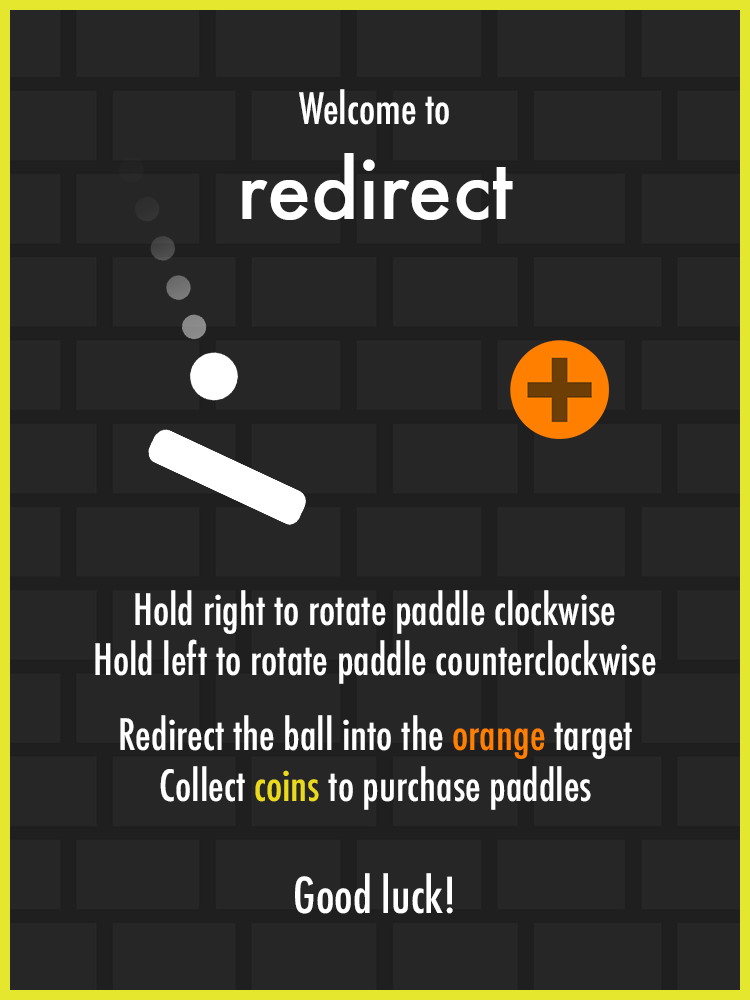 Welcome to
redirect
Hold right to rotate paddle clockwise
Hold left to rotate paddle counterclockwise
Redirect the ball into the orange target
Collect coins to purchase paddles
Good luck!